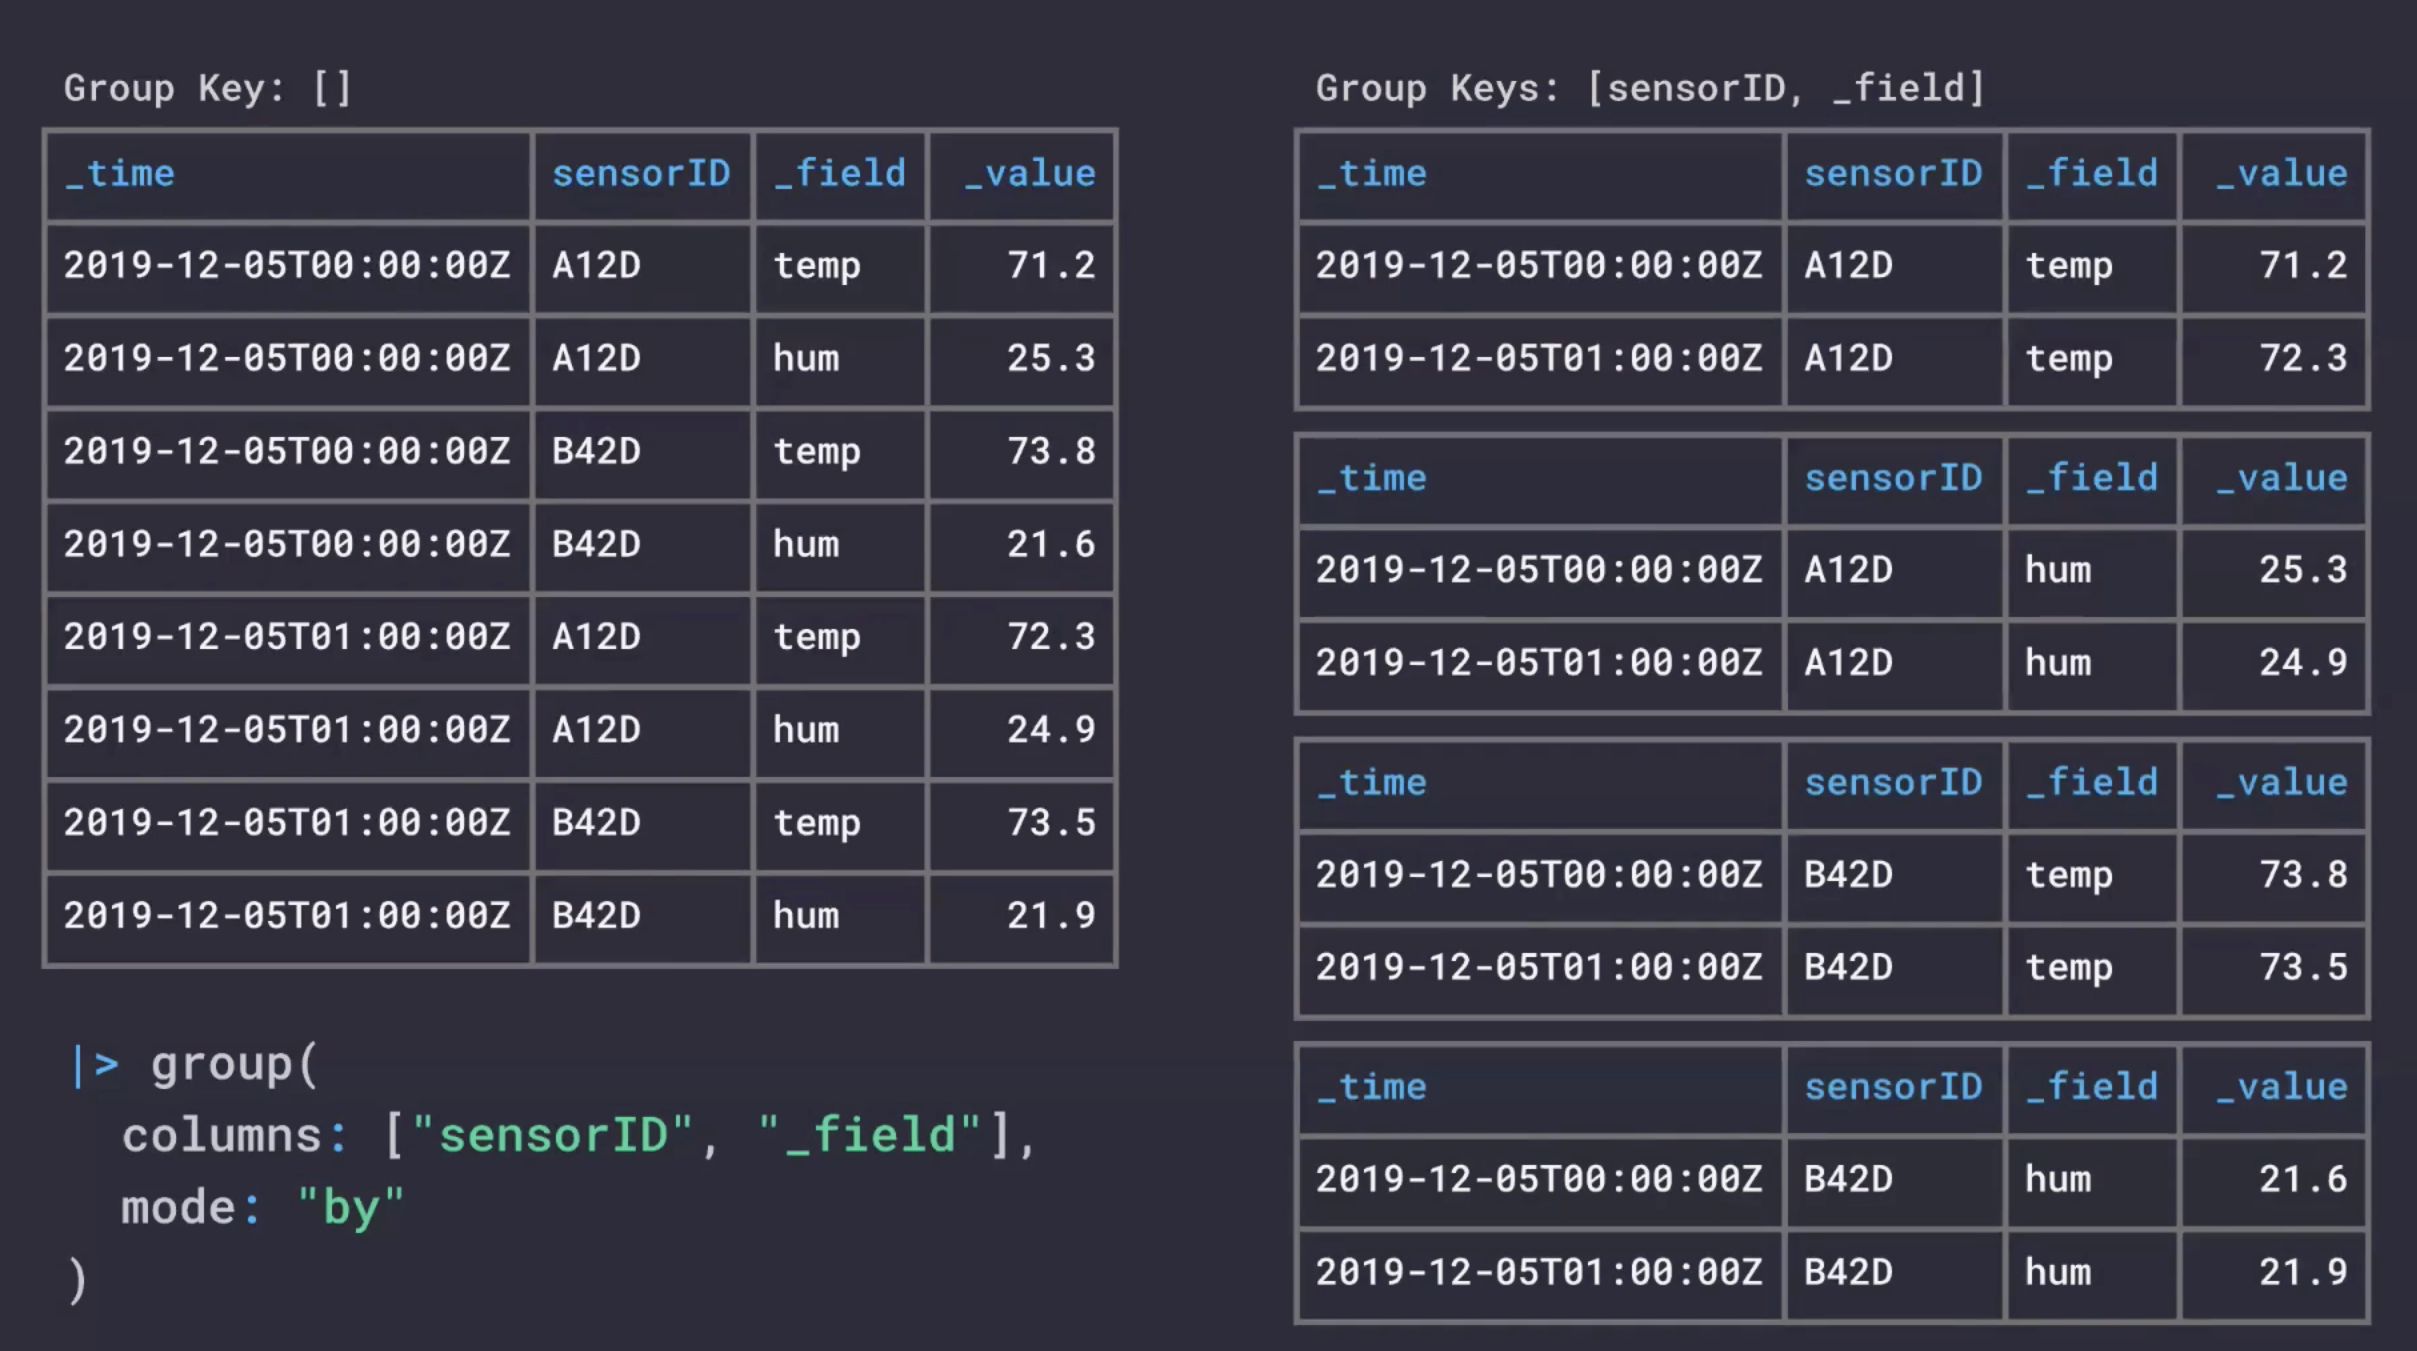 Group Key: []
_time sensorID _field _value
2019-12-05T00:00:00Z A12D temp 71.2
2019-12-05T00:00:00Z A12D hum 25.3
2019-12-05T00:00:00Z B42D temp 73.8
2019-12-05T00:00:00Z B42D hum 21.6
2019-12-05T01:00:00Z A12D temp 72.3
2019-12-05T01:00:00Z A12D hum 24.9
2019-12-05T01:00:00Z B42D temp 73.5
2019-12-05T01:00:00Z B42D hum 21.9
|> group(
columns: ["sensorID", "_field"],
mode: "by"
)
Group Keys: [sensorID, _field]
_time sensorID _field _value
2019-12-05T00:00:00Z A12D temp 71.2
2019-12-05T01:00:00Z A12D temp 72.3
_time sensorID _field _value
2019-12-05T00:00:00Z A12D hum 25.3
2019-12-05T01:00:00Z A12D hum 24.9
_time sensorID _field _value
2019-12-05T00:00:00Z B42D temp 73.8
2019-12-05T01:00:00Z B42D temp 73.5
_time sensorID _field _value
2019-12-05T00:00:00Z B42D hum 21.6
2019-12-05T01:00:00Z B42D hum 21.9